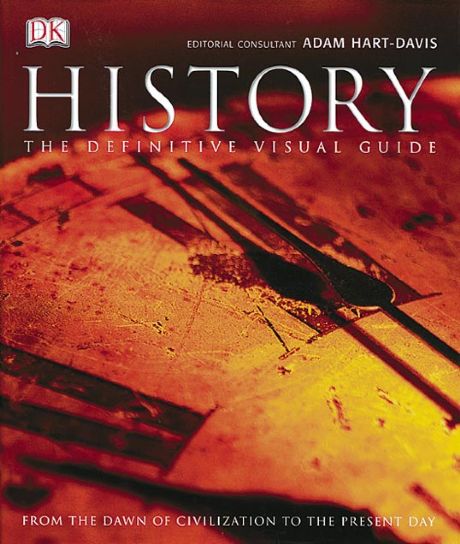 DK
EDITORIAL CONSULTANT ADAM HART-DAVIS
HISTORY
THE DEFINITIVE VISUAL GUIDE
FROM THE DAWN OF CIVILIZATION TO THE PRESENT DAY